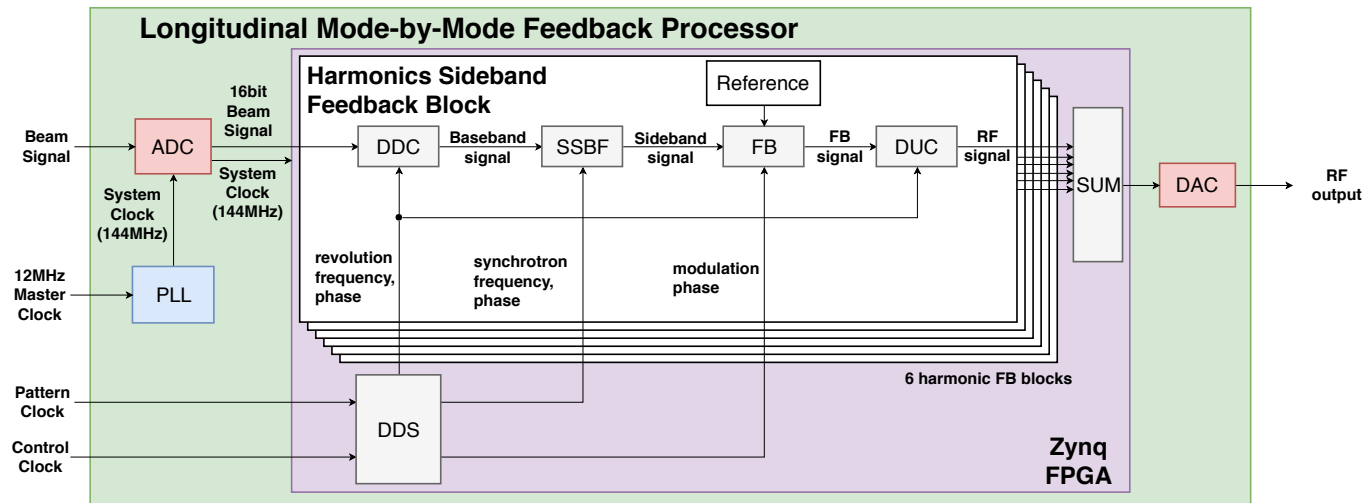 Longitudinal Mode-by-Mode Feedback Processor
Harmonics Sideband
Feedback Block
Reference
16bit
Beam
Signal
Beam
Signal
ADC
System
Clock
(144MHz)
System
Clock
(144MHz)
DDC
Baseband
signal
SSBF
Sideband
signal
FB
FB
signal
DUC
RF
signal
SUM
DAC
RF
output
12MHz
Master
Clock
PLL
revolution
frequency,
phase
synchrotron
frequency,
phase
modulation
phase
6 harmonic FB blocks
Pattern
Clock
Control
Clock
DDS
Zynq
FPGA